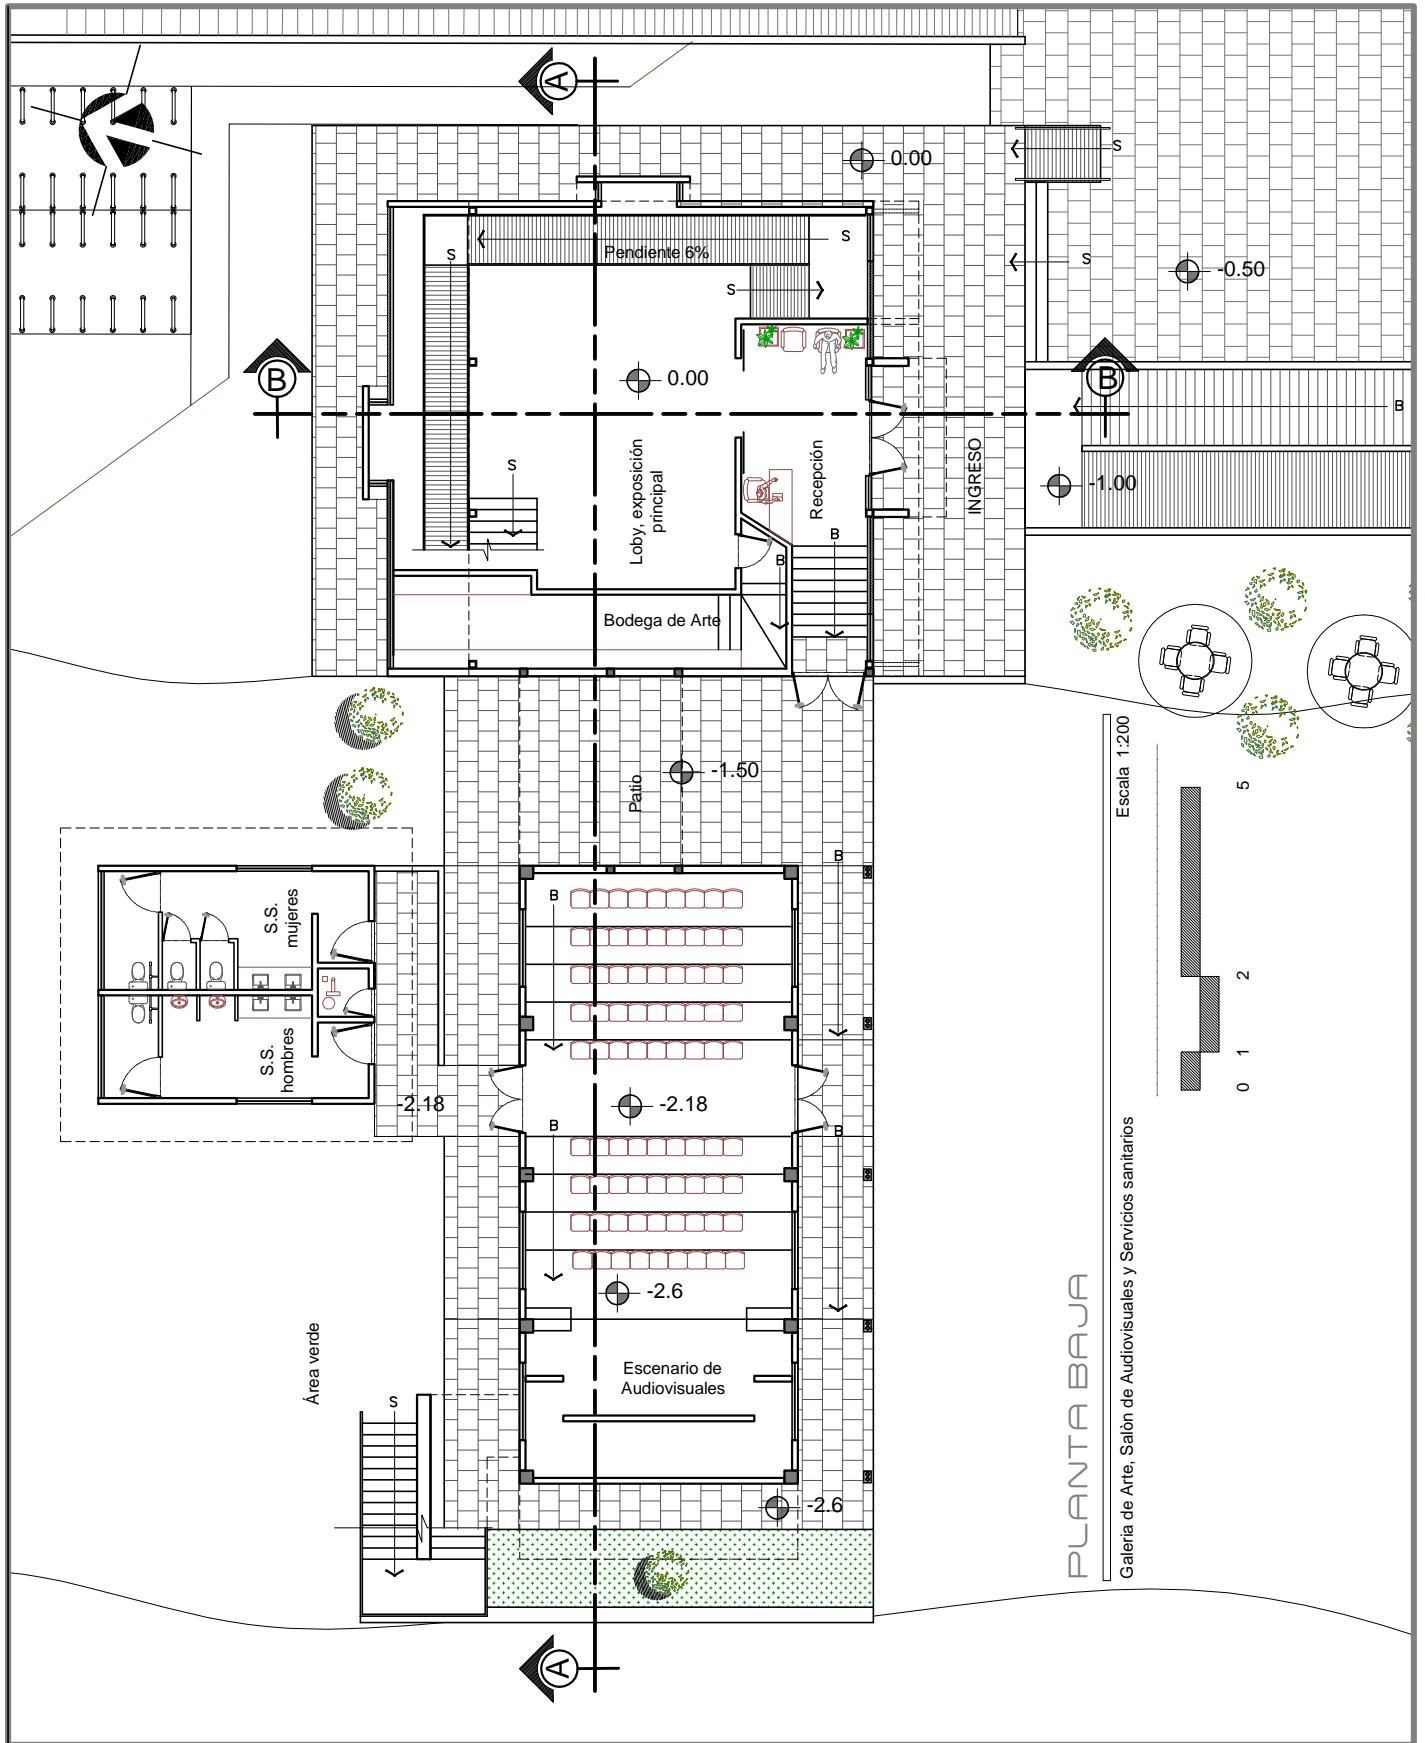 A
0.00
S
S
Pendiente 6%
S
S
S
-0.50
B
0.00
B
B
S
Loby, exposición
principal
Recepción
INGRESO
-1.00
B
Bodega de Arte
B
Patio
-1.50
Escala 1:200
B
B
S.S.
mujeres
S.S.
hombres
-2.18
-2.18
B
B
0 1 2 5
-2.6
Área verde
S
Escenario de
Audiovisuales
-2.6
PLANTA BAJA
Galeria de Arte, Salòn de Audiovisuales y Servicios sanitarios
A